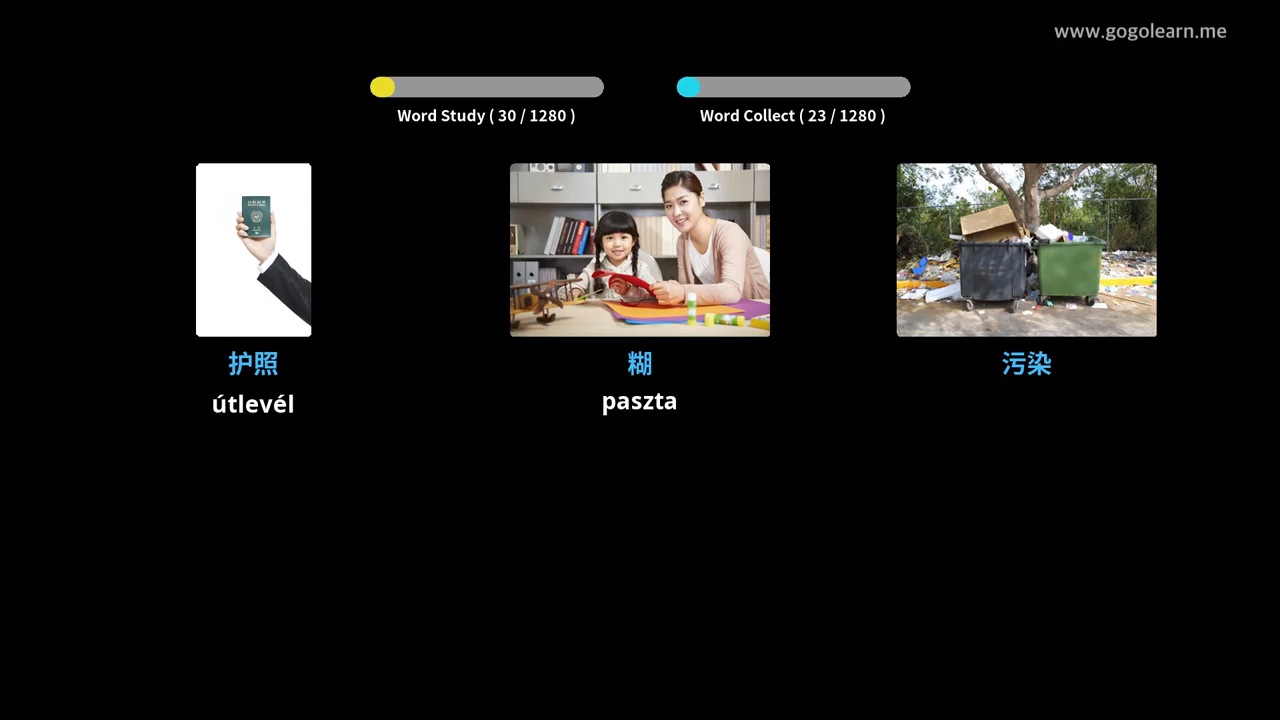 www.gogolearn.me
Word Study ( 30 / 1280 )
Word Collect ( 23 / 1280 )
护照
糊
污染
útlevél
paszta